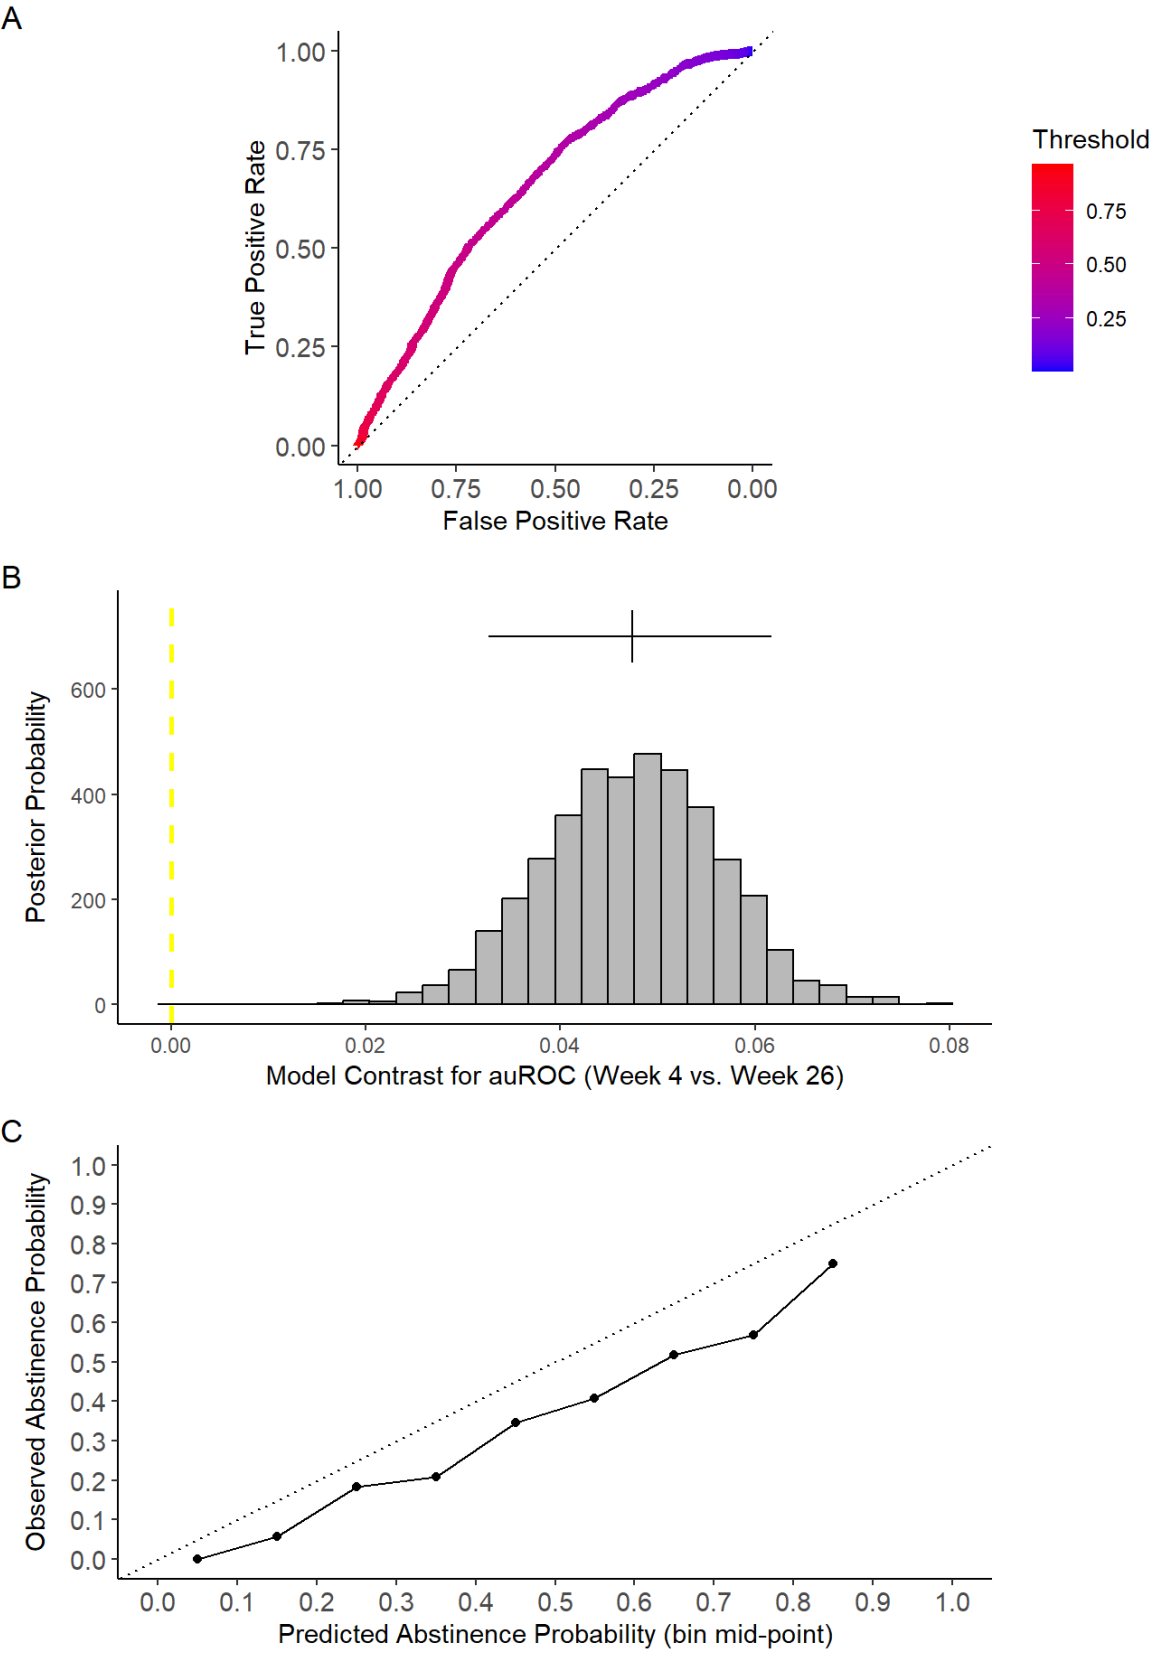 A
1.00
0.75
0.50
0.25
0.00
True Positive Rate
1.00 0.75 0.50 0.25 0.00
False Positive Rate
Threshold
0.75
0.50
0.25
B
600
400
200
0
Posterior Probability
0.00 0.02 0.04 0.06 0.08
Model Contrast for auROC (Week 4 vs. Week 26)
C
1.0
0.9
0.8
0.7
0.6
0.5
0.4
0.3
0.2
0.1
0.0
Observed Abstinence Probability
0.0 0.1 0.2 0.3 0.4 0.5 0.6 0.7 0.8 0.9 1.0
Predicted Abstinence Probability (bin mid-point)